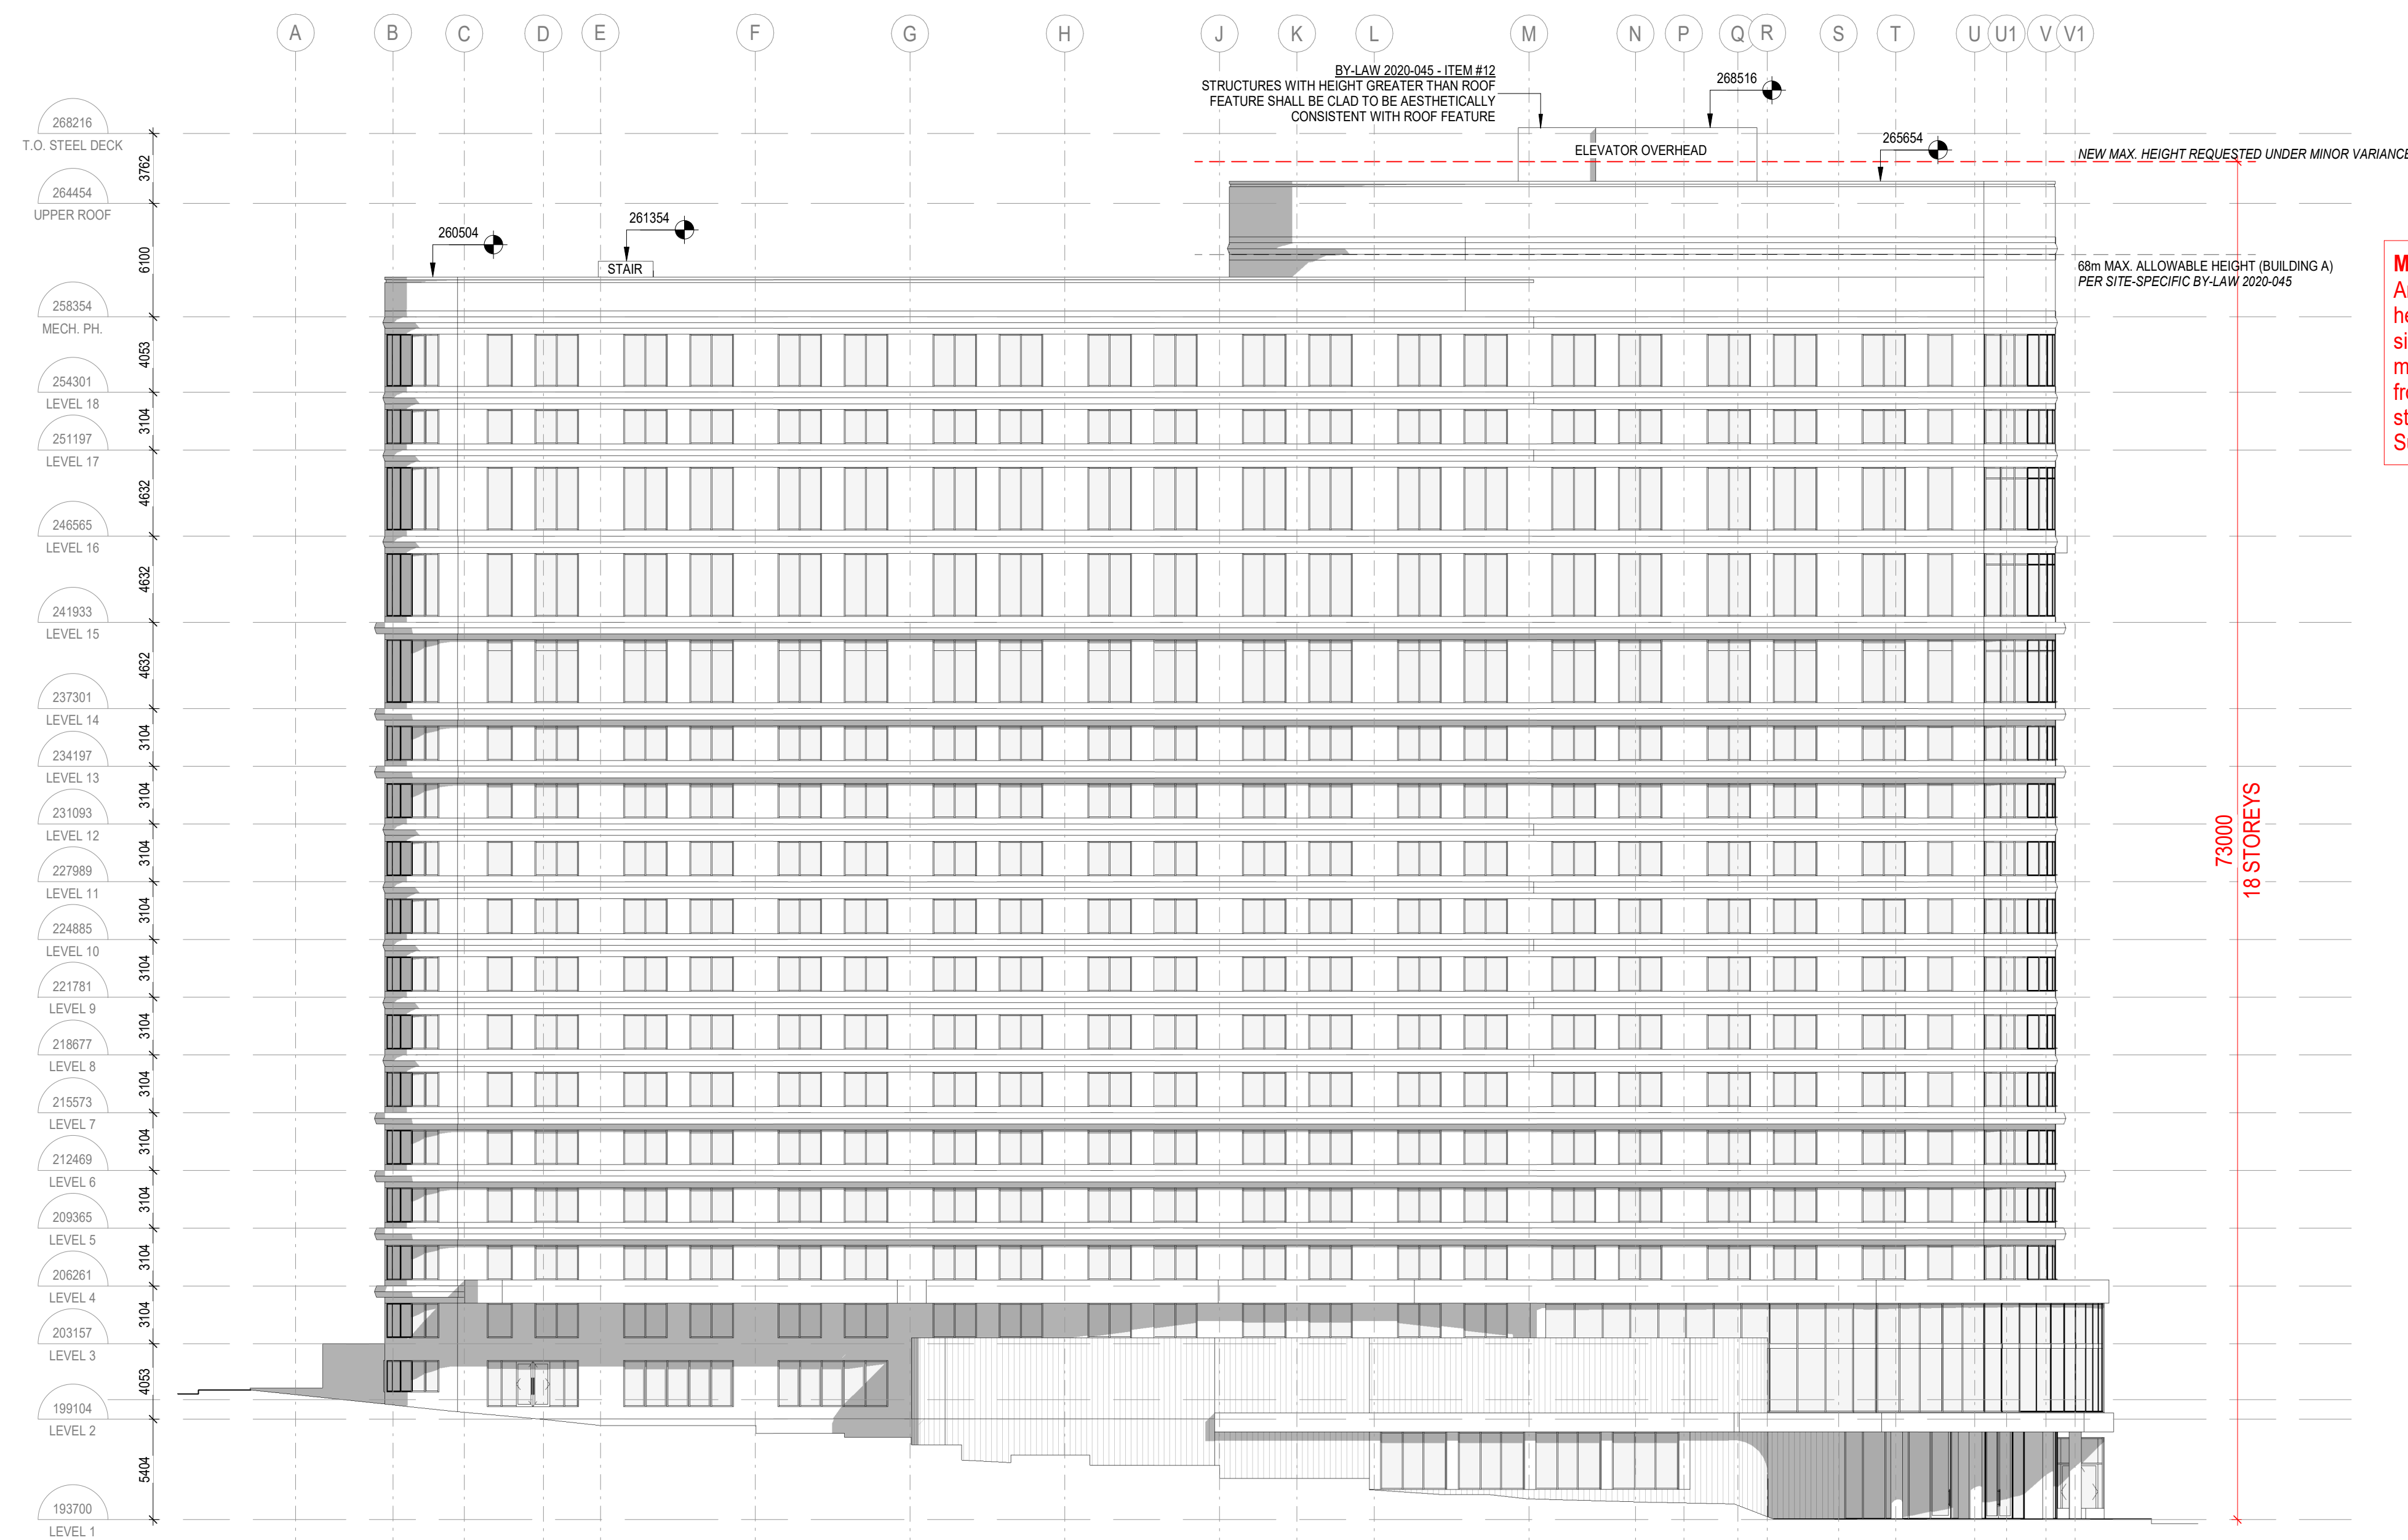 A B C D E F G H J K L M N P Q R S T U U1 V V1
BY-LAW 2020-045 - ITEM #12
STRUCTURES WITH HEIGHT GREATER THAN ROOF
FEATURE SHALL BE CLAD TO BE AESTHETICALLY
CONSISTENT WITH ROOF FEATURE
268516
ELEVATOR OVERHEAD
265654
NEW MAX. HEIGHT REQUESTED UNDER MINOR VARIANCE
260504
261354
STAIR
68m MAX. ALLOWABLE HEIGHT (BUILDING A)
PER SITE-SPECIFIC BY-LAW 2020-045
268216
T.O. STEEL DECK
3762
264454
UPPER ROOF
6100
258354
MECH. PH.
4053
254301
LEVEL 18
3104
251197
LEVEL 17
4632
246565
LEVEL 16
4632
241933
LEVEL 15
4632
237301
LEVEL 14
3104
234197
LEVEL 13
3104
231093
LEVEL 12
3104
227989
LEVEL 11
3104
224885
LEVEL 10
3104
221781
LEVEL 9
3104
218677
LEVEL 8
3104
215573
LEVEL 7
3104
212469
LEVEL 6
3104
209365
LEVEL 5
3104
206261
LEVEL 4
3104
203157
LEVEL 3
4053
199104
LEVEL 2
5404
193700
LEVEL 1
73000
18 STOREYS